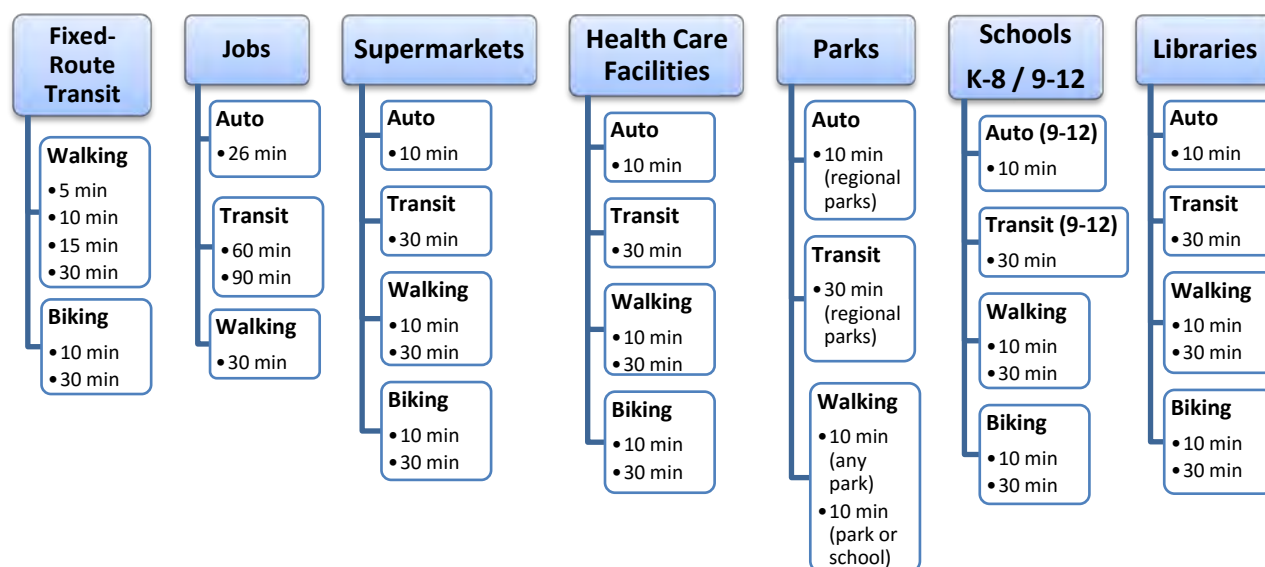 Fixed-
Route
Transit
Walking
•5 min
•10 min
•15 min
•30 min
Biking
•10 min
•30 min
Jobs
Auto
•26 min
Transit
•60 min
•90 min
Walking
•30 min
Supermarkets
Auto
•10 min
Transit
•30 min
Walking
•10 min
•30 min
Biking
•10 min
•30 min
Health Care
Facilities
Auto
•10 min
Transit
•30 min
Walking
•10 min
•30 min
Biking
•10 min
•30 min
Parks
Auto
•10 min
(regional
parks)
Transit
•30 min
(regional
parks)
Walking
•10 min
(any
park)
•10 min
(park or
school)
Schools
K-8 / 9-12
Auto (9-12)
•10 min
Transit (9-12)
•30 min
Walking
•10 min
•30 min
Biking
•10 min
•30 min
Libraries
Auto
•10 min
Transit
•30 min
Walking
•10 min
•30 min
Biking
•10 min
•30 min